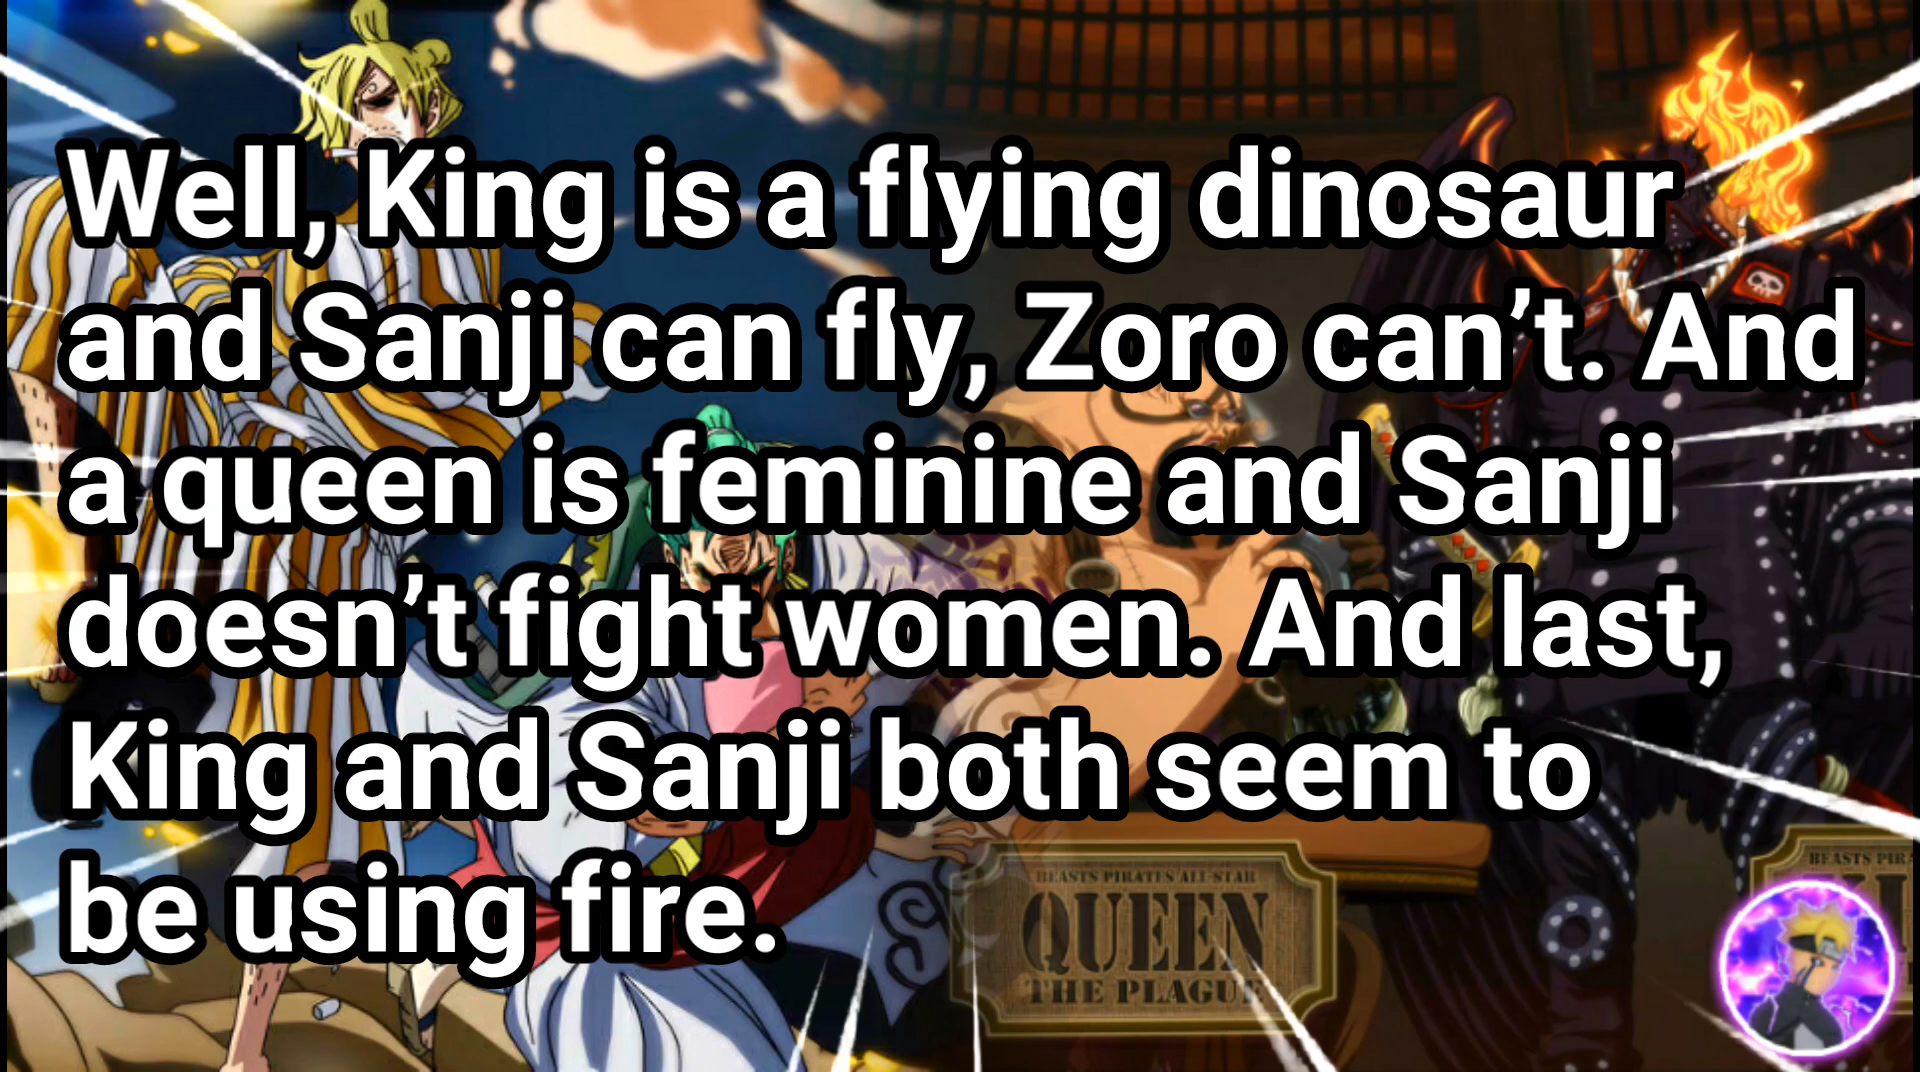 Well, King is a flying dinosaur
and Sanji can fly, Zoro can’t. And
a queen is feminine and Sanji
doesn’t fight women. And last,
King and Sanji both seem to
be using fire.
BEASTS PIRATES ALL-STAR
QUEEN
THE PLAGUE
BEASTS